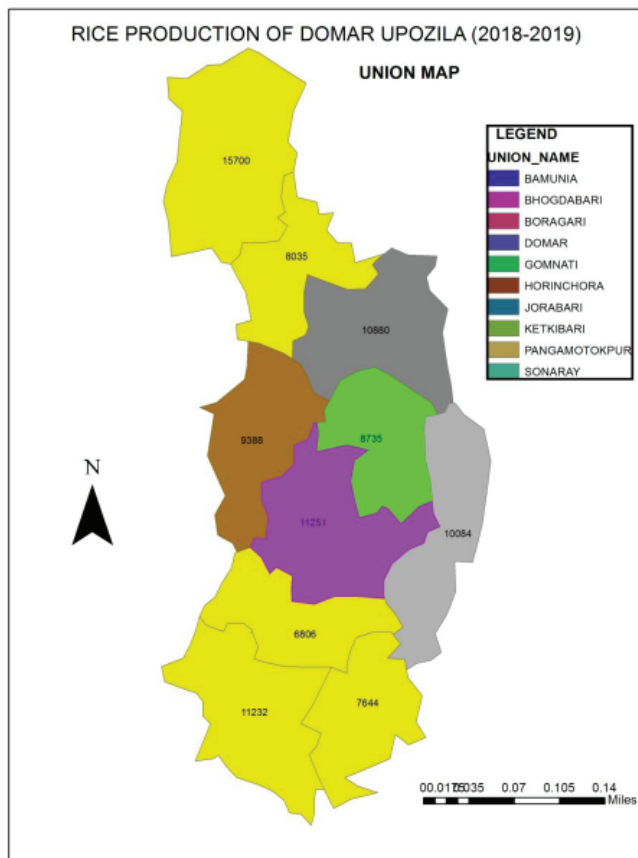 RICE PRODUCTION OF DOMAR UPOZILA (2018-2019)
UNION MAP
LEGEND
UNION_NAME
BAMUNIA
BHOGDABARI
BORAGARI
DOMAR
GOMNATI
HORINCHORA
JORABARI
KETKIBARI
PANGAMOTOKPUR
SONARAY
15700
8035
10880
9388
8735
11251
10084
6806
11232
7644
N
0.07 0.105 0.14
Miles